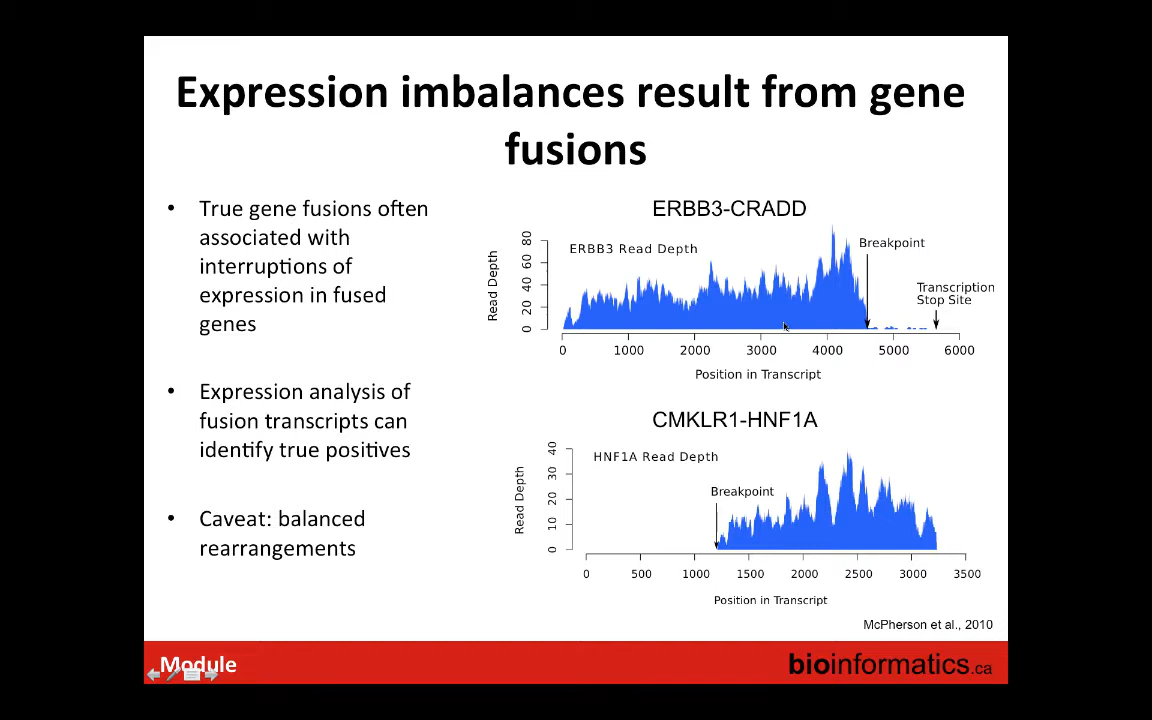 Expression imbalances result from gene
fusions
• True gene fusions often
associated with
interruptions of
expression in fused
genes
• Expression analysis of
fusion transcripts can
identify true positives
• Caveat: balanced
rearrangements
ERBB3-CRADD
ERBB3 Read Depth
Breakpoint
Transcription
Stop Site
Read Depth
0 20 40 60 80
0 1000 2000 3000 4000 5000 6000
Position in Transcript
CMKLR1-HNF1A
HNF1A Read Depth
Breakpoint
Read Depth
0 10 20 30 40
0 500 1000 1500 2000 2500 3000 3500
Position in Transcript
McPherson et al., 2010
Module
bioinformatics.ca